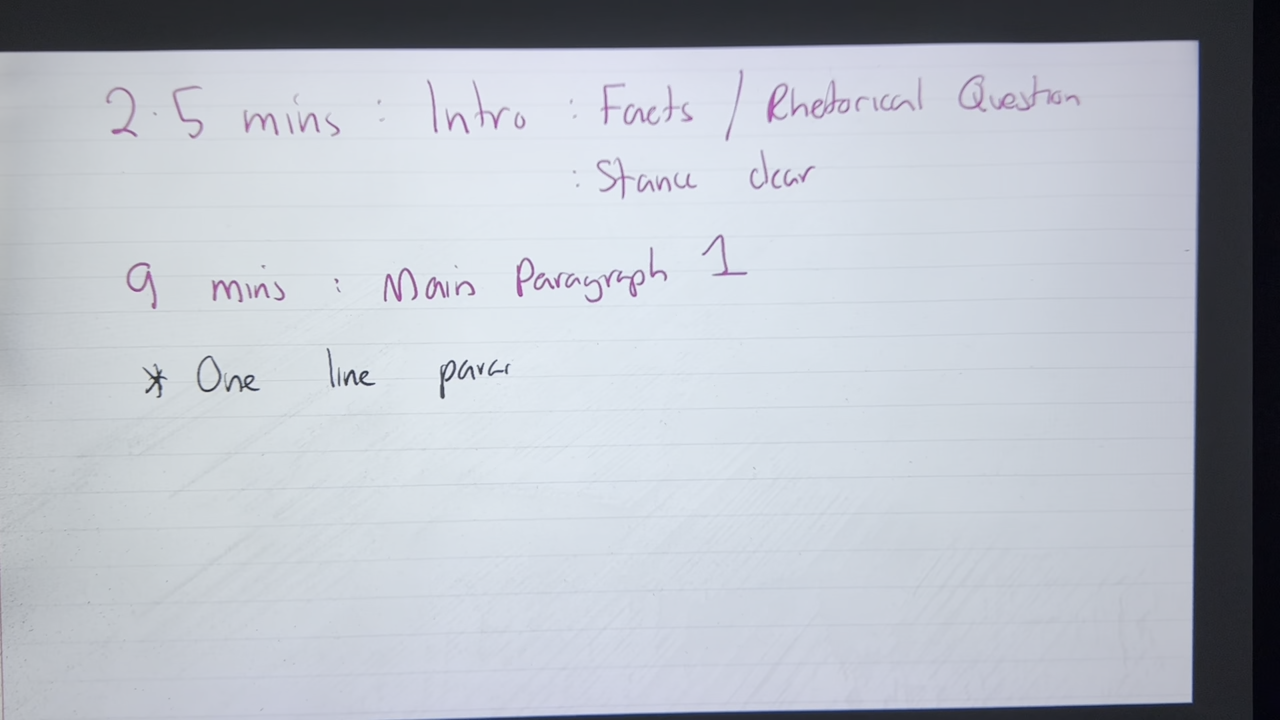 2.5 mins : Intro : Facts / Rhetorical Question
: Stance clear
9 mins : Main Paragraph 1
* One line